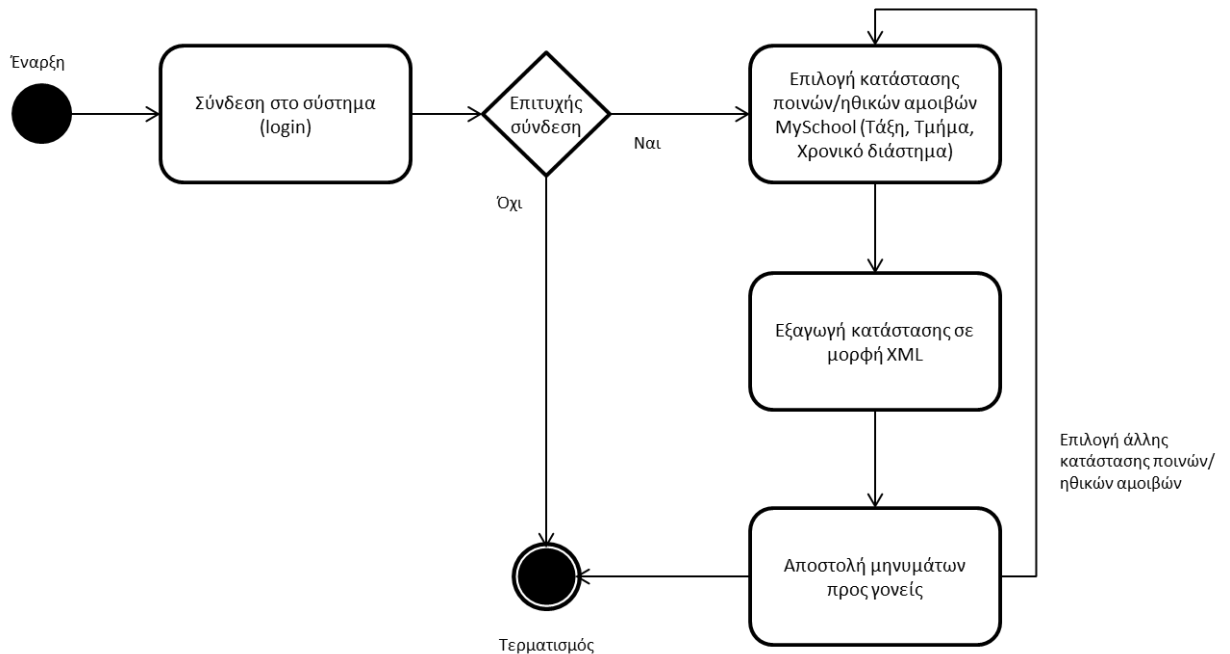 Έναρξη
Σύνδεση στο σύστημα
(login)
Επιτυχής
σύνδεση
Ναι
Όχι
Επιλογή κατάστασης
ποινών/ηθικών αμοιβών
MySchool (Τάξη, Τμήμα,
Χρονικό διάστημα)
Εξαγωγή κατάστασης σε
μορφή XML
Επιλογή άλλης
κατάστασης ποινών/
ηθικών αμοιβών
Αποστολή μηνυμάτων
προς γονείς
Τερματισμός